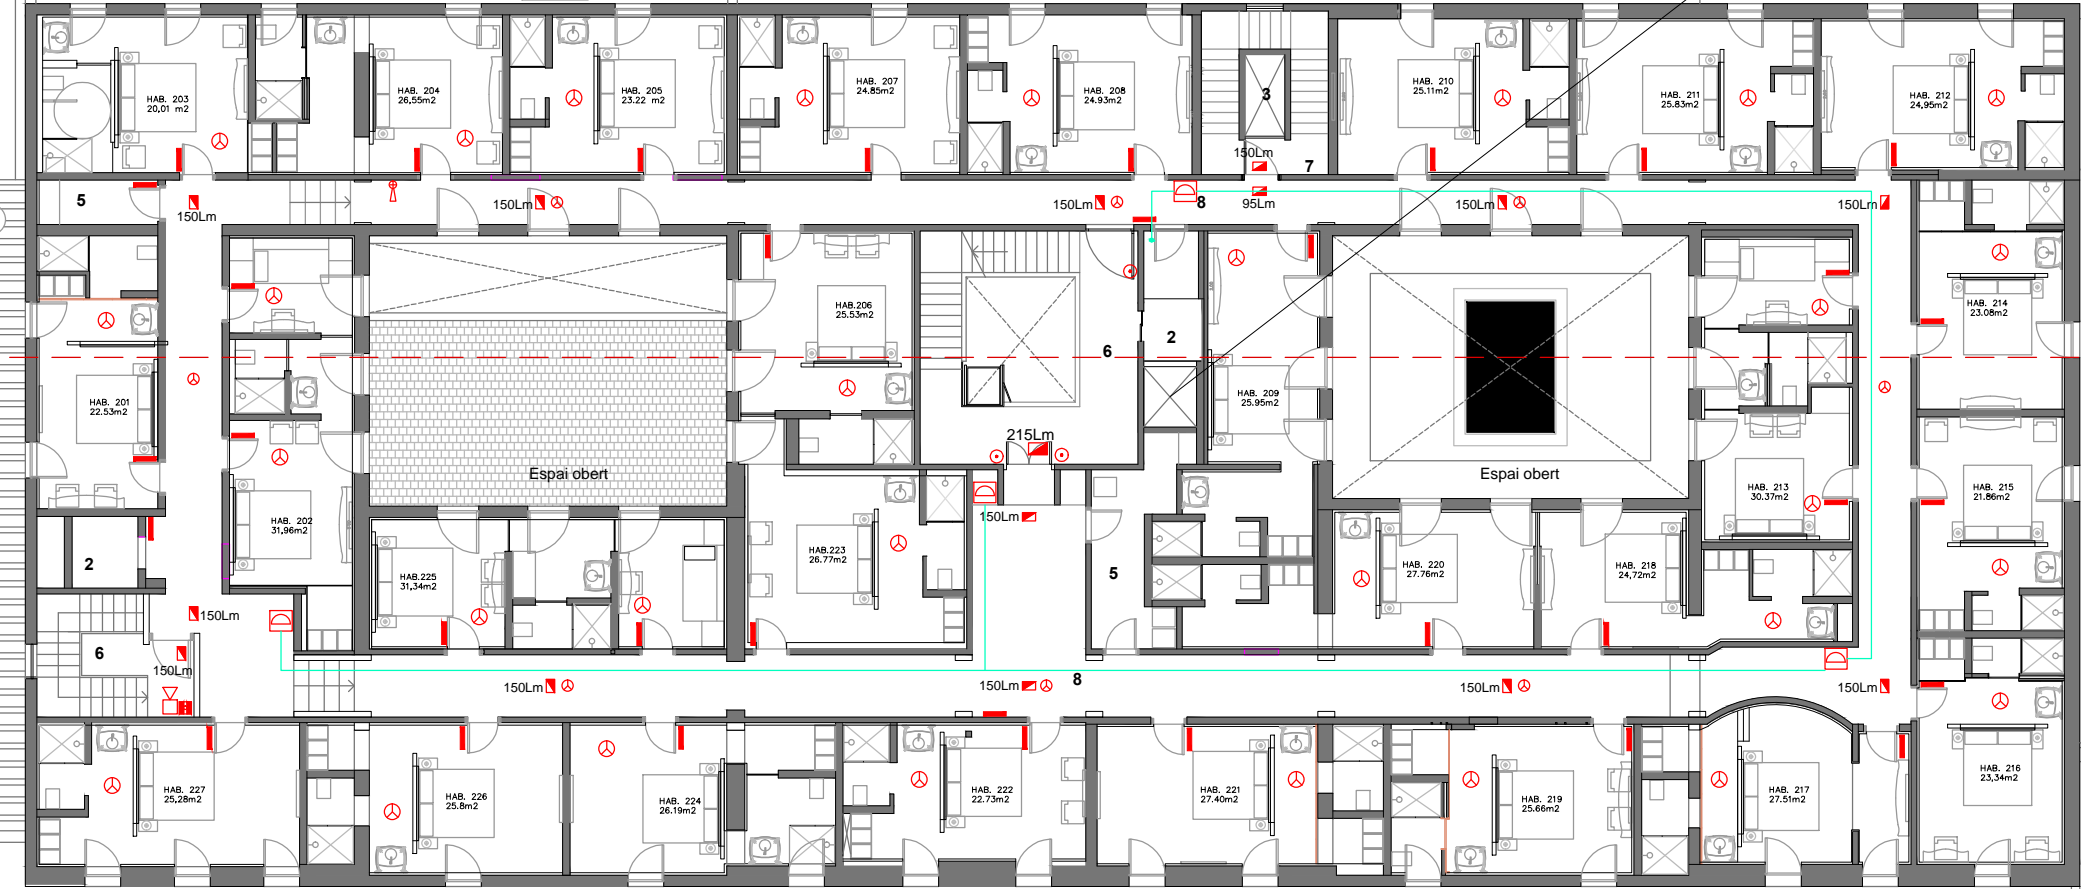 HAB. 203
20,01 m2
HAB. 204
26,55m2
HAB. 205
23.22 m2
HAB. 207
24.85m2
HAB. 208
24.93m2
3
HAB. 210
25.11m2
HAB. 211
25.83m2
HAB. 212
24,95m2
150Lm
7
5
150Lm
150Lm
150Lm
8
95Lm
150Lm
150Lm
HAB.206
25.53m2
6
2
HAB. 214
23.08m2
HAB. 201
22.53m2
HAB. 209
25.95m2
215Lm
Espai obert
Espai obert
HAB. 213
30.37m2
HAB. 215
21.86m2
HAB. 202
31,96m2
150Lm
2
HAB.225
31,34m2
HAB.223
26.77m2
5
HAB. 220
27.76m2
HAB. 218
24,72m2
150Lm
6
150Lm
150Lm
150Lm
8
150Lm
150Lm
HAB. 227
25,28m2
HAB. 226
25.8m2
HAB. 224
26.19m2
HAB. 222
22.73m2
HAB. 221
27.40m2
HAB. 219
25.66m2
HAB. 217
27.51m2
HAB. 216
23,34m2